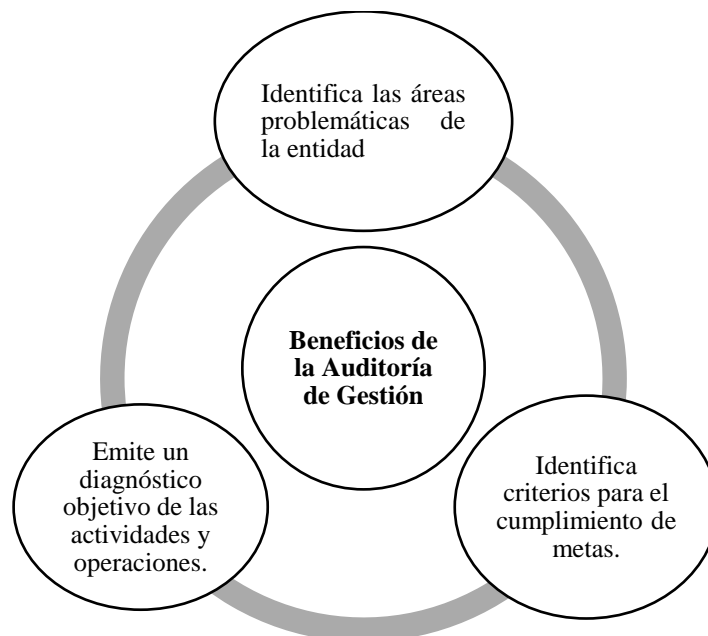 Identifica las áreas
problemáticas de
la entidad
Beneficios de
la Auditoría
de Gestión
Emite un
diagnóstico
objetivo de las
actividades y
operaciones.
Identifica
criterios para el
cumplimiento de
metas.